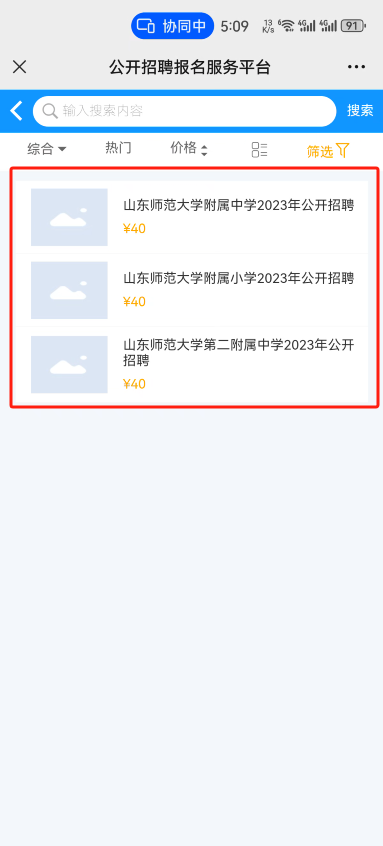 协同中 5:09 13 K/s 6 4G 4G 91
公开招聘报名服务平台
输入搜索内容 搜索
综合 热门 价格 筛选
山东师范大学附属中学2023年公开招聘
¥40
山东师范大学附属小学2023年公开招聘
¥40
山东师范大学第二附属中学2023年公开
招聘
¥40